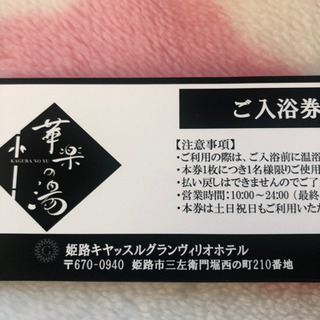 華楽の湯
KAGURA NO YU
ご入浴券
【注意事項】
・ご利用の際は、ご入浴前に温浴
・本券1枚につき1名様限りご使用
・払い戻しはできませんのでご了
・営業時間：10:00～24:00（最終
・本券は土日祝日もご利用いただ
G
姫路キヤッスルグランヴィリオホテル
〒670-0940 姫路市三左衛門堀西の町210番地